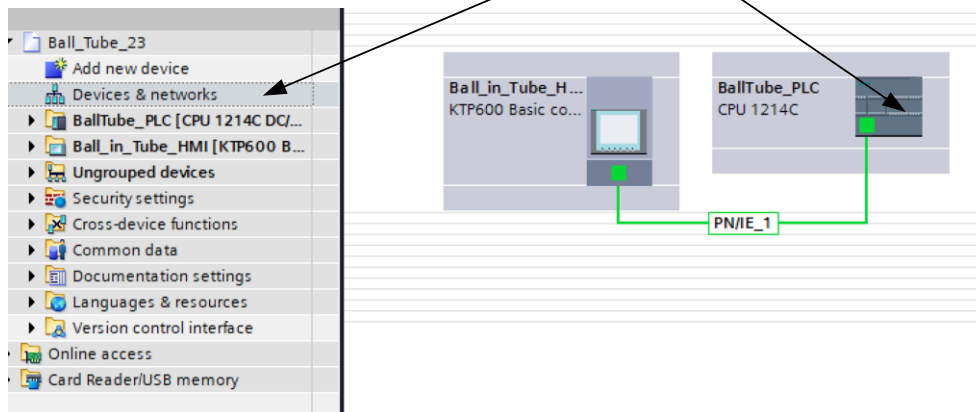 Ball_Tube_23
Add new device
Devices & networks
BallTube_PLC [CPU 1214C DC/...
Ball_in_Tube_HMI [KTP600 B...
Ungrouped devices
Security settings
Cross-device functions
Common data
Documentation settings
Languages & resources
Version control interface
Online access
Card Reader/USB memory
Ball_in_Tube_H...
KTP600 Basic co...
BallTube_PLC
CPU 1214C
PN/IE_1